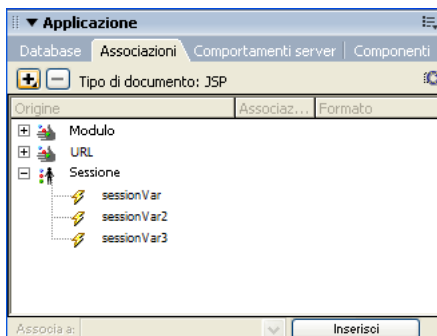 Applicazione
Database Associazioni Comportamenti server Componenti
Tipo di documento: JSP
Origine Associaz... Formato
Modulo
URL
Sessione
sessionVar
sessionVar2
sessionVar3
Associa a: Inserisci